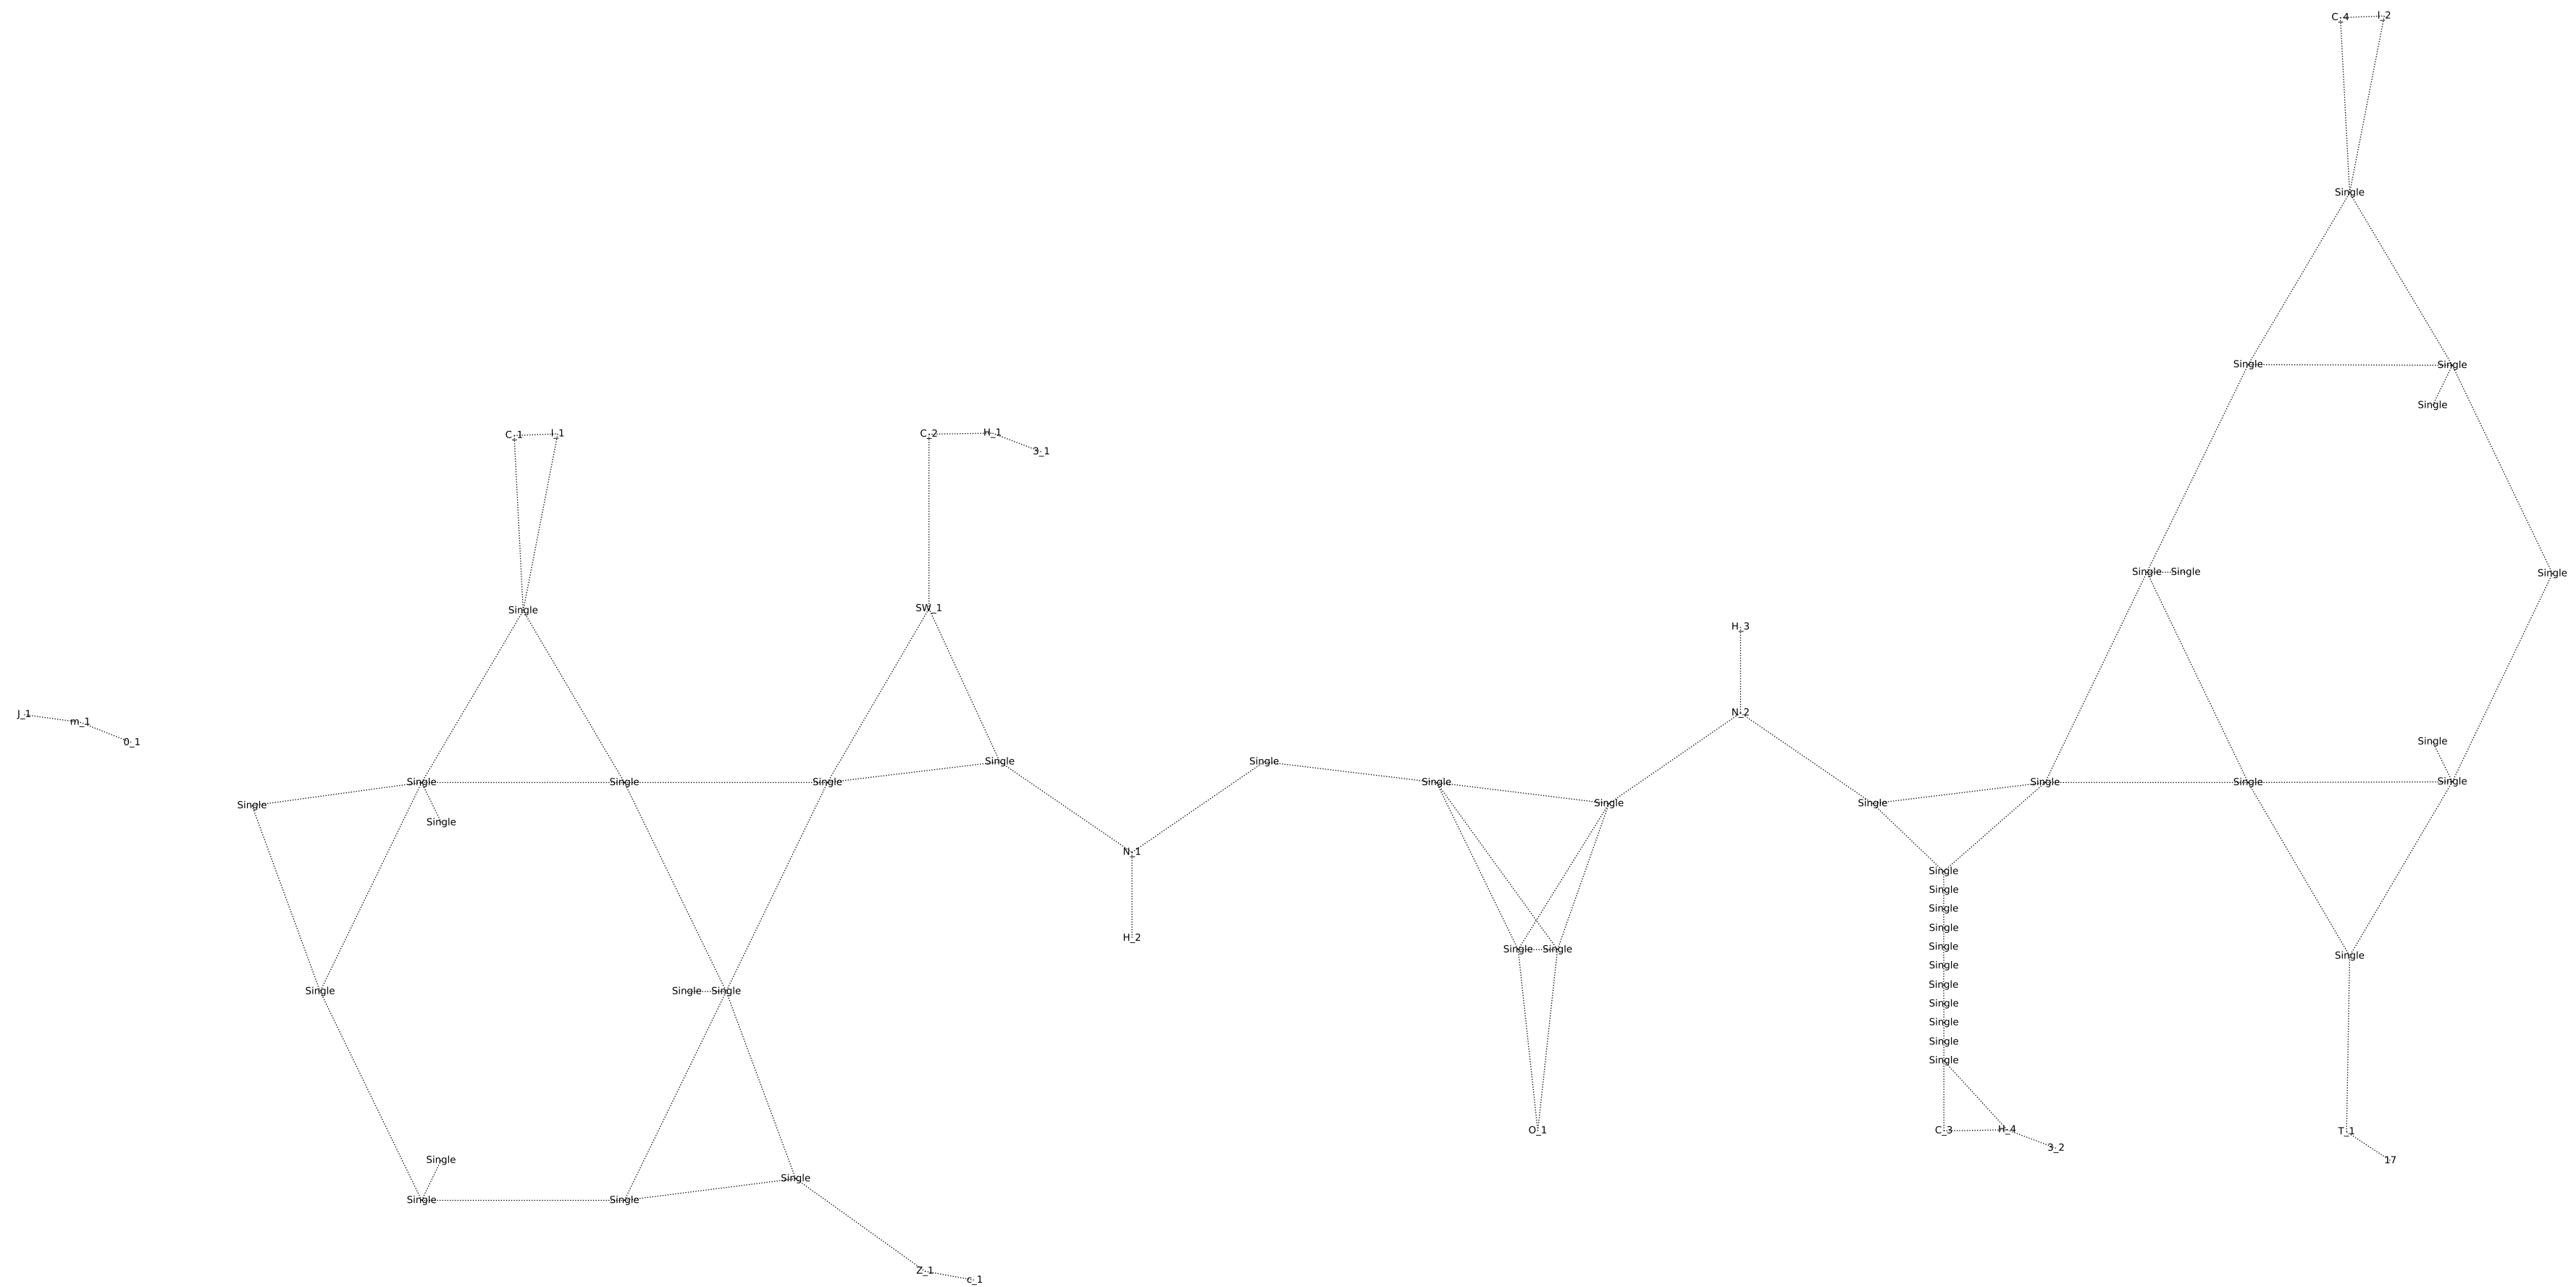 C_4 I_2
Single
Single Single
Single
C_1 I_1 C_2 H_1
3_1
Single Single Single
Single SW_1
H_3
J_1 m_1 N_2
0_1 Single
Single Single
Single Single Single Single Single Single Single
Single Single Single
Single
N_1
Single
Single
Single
Single
H_2
Single
Single Single
Single
Single
Single Single Single
Single
Single
Single
Single
Single
O_1 C_3 H_4 T_1
3_2
Single 17
Single
Single Single
Z_1
c_1